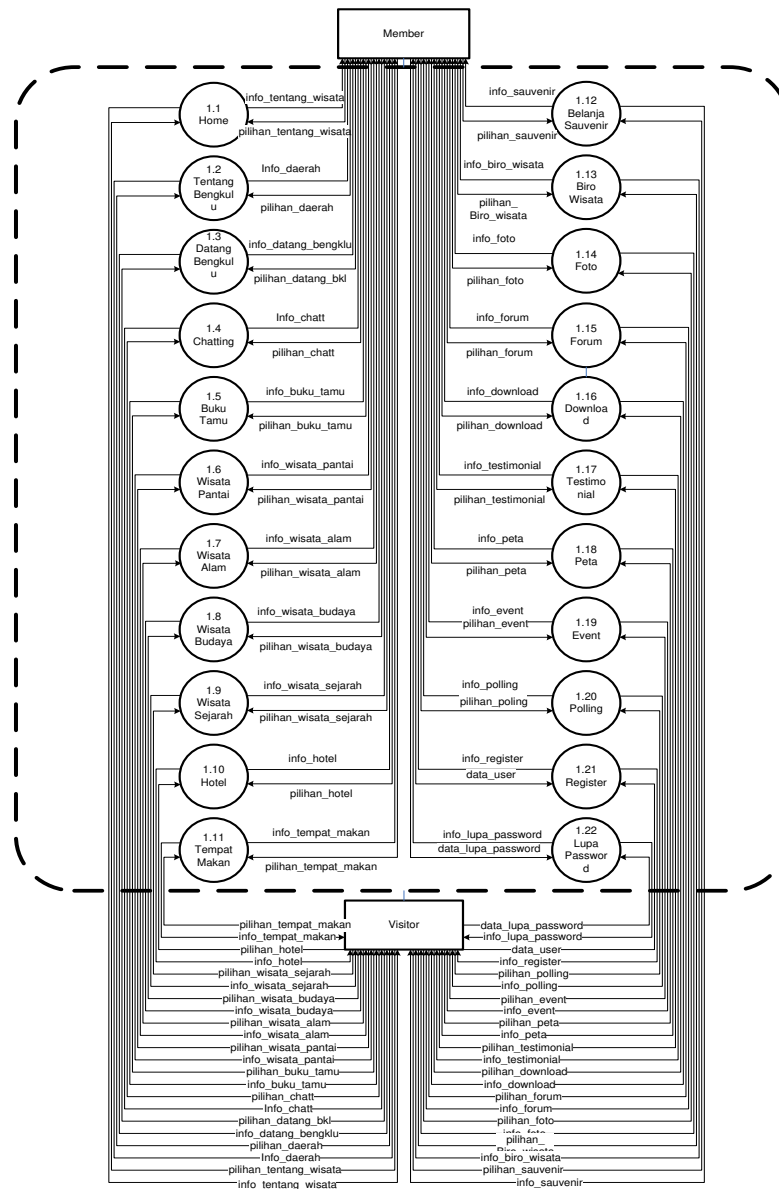 Member
info_tentang_wisata
1.1
Home
pilihan_tentang_wisata
Info_daerah
1.2
Tentang
Bengkul
u
pilihan_daerah
info_datang_bengklu
1.3
Datang
Bengkul
u
pilihan_datang_bkl
Info_chatt
1.4
Chatting
pilihan_chatt
info_buku_tamu
1.5
Buku
Tamu
pilihan_buku_tamu
info_wisata_pantai
1.6
Wisata
Pantai
pilihan_wisata_pantai
info_wisata_alam
1.7
Wisata
Alam
pilihan_wisata_alam
info_wisata_budaya
1.8
Wisata
Budaya
pilihan_wisata_budaya
info_wisata_sejarah
1.9
Wisata
Sejarah
pilihan_wisata_sejarah
info_hotel
1.10
Hotel
pilihan_hotel
info_tempat_makan
1.11
Tempat
Makan
pilihan_tempat_makan
info_sauvenir
1.12
Belanja
Sauvenir
pilihan_sauvenir
info_biro_wisata
1.13
Biro
Wisata
pilihan_
Biro_wisata
info_foto
1.14
Foto
pilihan_foto
info_forum
1.15
Forum
pilihan_forum
info_download
1.16
Downloa
d
pilihan_download
info_testimonial
1.17
Testimo
nial
pilihan_testimonial
info_peta
1.18
Peta
pilihan_peta
info_event
1.19
Event
pilihan_event
info_polling
1.20
Polling
pilihan_poling
info_register
1.21
Register
data_user
info_lupa_password
1.22
Lupa
Passwor
d
data_lupa_password
Visitor
pilihan_tempat_makan
info_tempat_makan
pilihan_hotel
info_hotel
pilihan_wisata_sejarah
info_wisata_sejarah
pilihan_wisata_budaya
info_wisata_budaya
pilihan_wisata_alam
info_wisata_alam
pilihan_wisata_pantai
info_wisata_pantai
pilihan_buku_tamu
info_buku_tamu
pilihan_chatt
Info_chatt
pilihan_datang_bkl
info_datang_bengklu
pilihan_daerah
Info_daerah
pilihan_tentang_wisata
info_tentang_wisata
data_lupa_password
info_lupa_password
data_user
info_register
pilihan_polling
info_polling
pilihan_event
info_event
pilihan_peta
info_peta
pilihan_testimonial
info_testimonial
pilihan_download
info_download
pilihan_forum
info_forum
pilihan_foto
info_foto
pilihan_
Biro_wisata
info_biro_wisata
pilihan_sauvenir
info_sauvenir